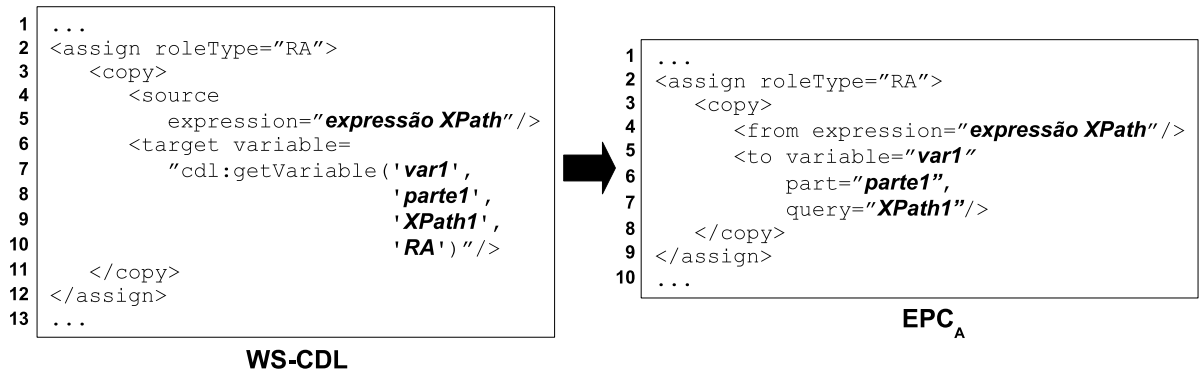 1 ...
2 <assign roleType="RA">
3 <copy>
4 <source
5 expression="expressão XPath"/>
6 <target variable=
7 "cdl:getVariable('var1',
8 'parte1',
9 'XPath1',
10 'RA')"/>
11 </copy>
12 </assign>
13 ...
WS-CDL
1 ...
2 <assign roleType="RA">
3 <copy>
4 <from expression="expressão XPath"/>
5 <to variable="var1"
6 part="parte1",
7 query="XPath1"/>
8 </copy>
9 </assign>
10 ...
EPC_A